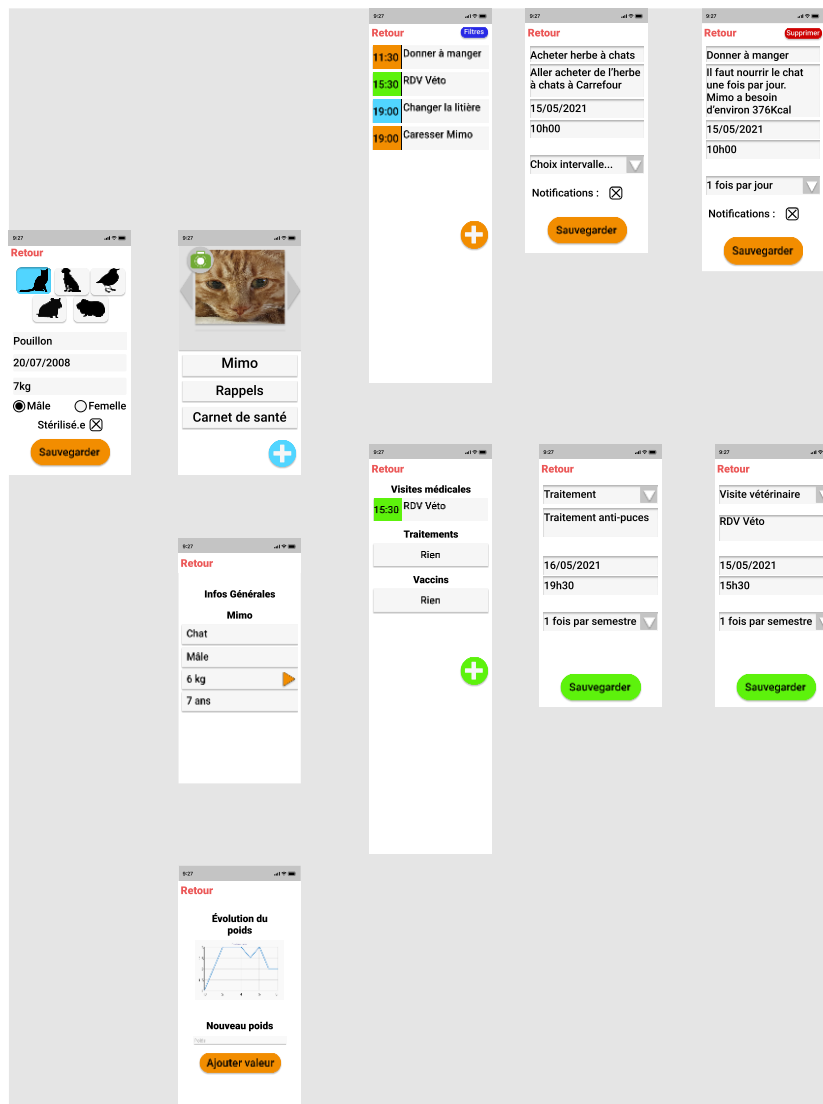 9:27
Retour
Filtres
11:30 Donner à manger
15:30 RDV Véto
19:00 Changer la litière
19:00 Caresser Mimo
9:27
Retour
Acheter herbe à chats
Aller acheter de l'herbe
à chats à Carrefour
15/05/2021
10h00
Choix intervalle...
Notifications :
Sauvegarder
9:27
Retour
Supprimer
Donner à manger
Il faut nourrir le chat
une fois par jour.
Mimo a besoin
d'environ 376Kcal
15/05/2021
10h00
1 fois par jour
Notifications :
Sauvegarder
9:27
Retour
Pouillon
20/07/2008
7kg
Mâle
Femelle
Stérilisé.e
Sauvegarder
9:27
Mimo
Rappels
Carnet de santé
9:27
Retour
Visites médicales
15:30 RDV Véto
Traitements
Rien
Vaccins
Rien
9:27
Retour
Traitement
Traitement anti-puces
16/05/2021
19h30
1 fois par semestre
Sauvegarder
9:27
Retour
Visite vétérinaire
RDV Véto
15/05/2021
15h30
1 fois par semestre
Sauvegarder
9:27
Retour
Infos Générales
Mimo
Chat
Mâle
6 kg
7 ans
9:27
Retour
Évolution du
poids
Nouveau poids
Ajouter valeur